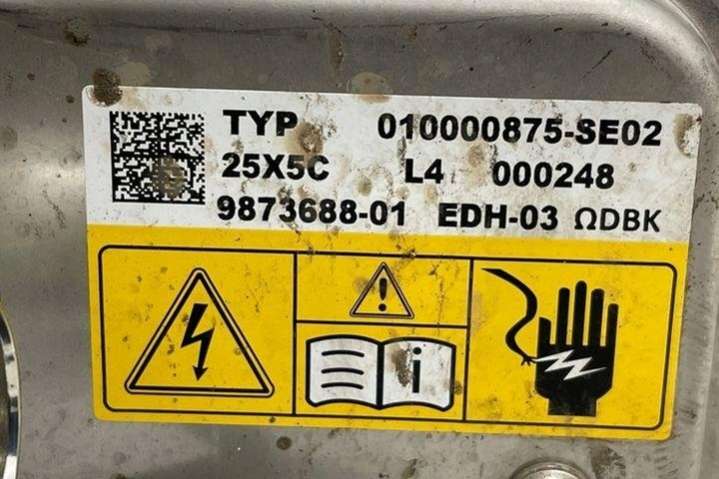 TYP 010000875-SE02
25X5C L4 000248
9873688-01 EDH-03 ΩDBK
i